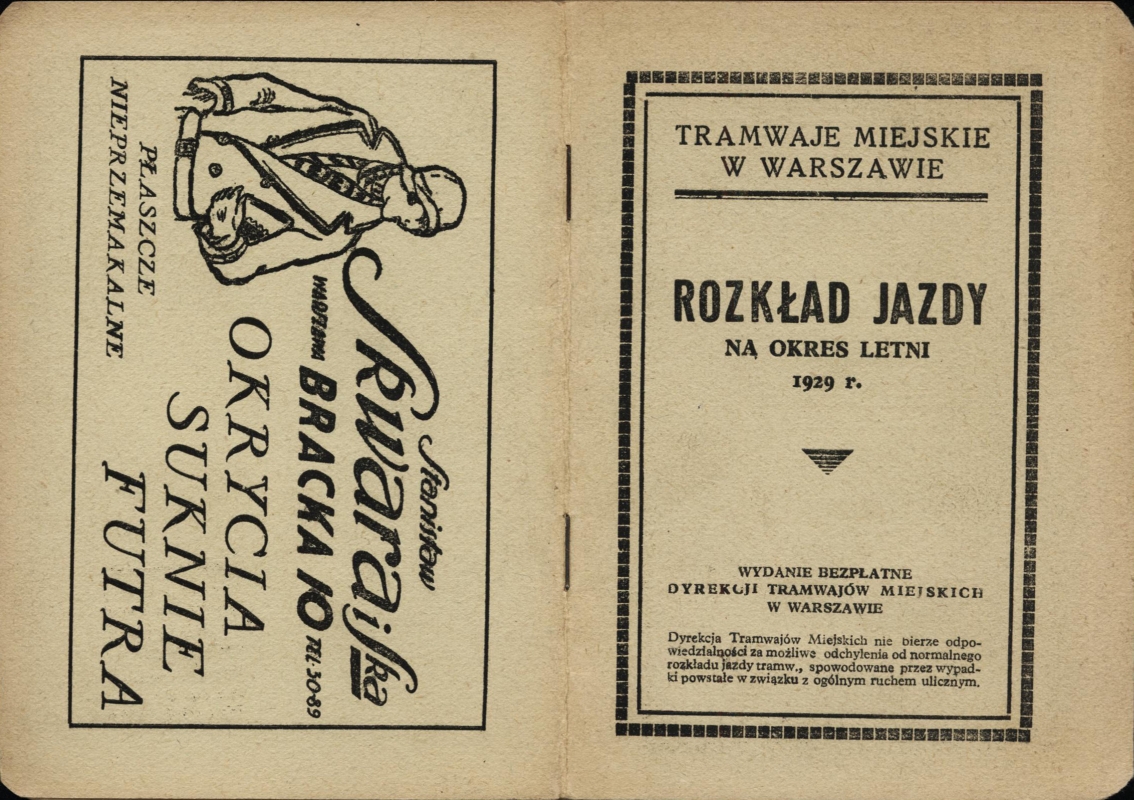 Stanisław
Skwarajska
WARSZAWA BRACKA 10 TEL. 30-89
OKRYCIA
SUKNIE
FUTRA
PŁASZCZE
NIEPRZEMAKALNE
TRAMWAJE MIEJSKIE
W WARSZAWIE
ROZKŁAD JAZDY
NA OKRES LETNI
1929 r.
WYDANIE BEZPŁATNE
DYREKCJI TRAMWAJÓW MIEJSKICH
W WARSZAWIE
Dyrekcja Tramwajów Miejskich nie bierze odpo-
wiedzialności za możliwe odchylenia od normalnego
rozkładu jazdy tramw., spowodowane przez wypad-
ki powstałe w związku z ogólnym ruchem ulicznym.